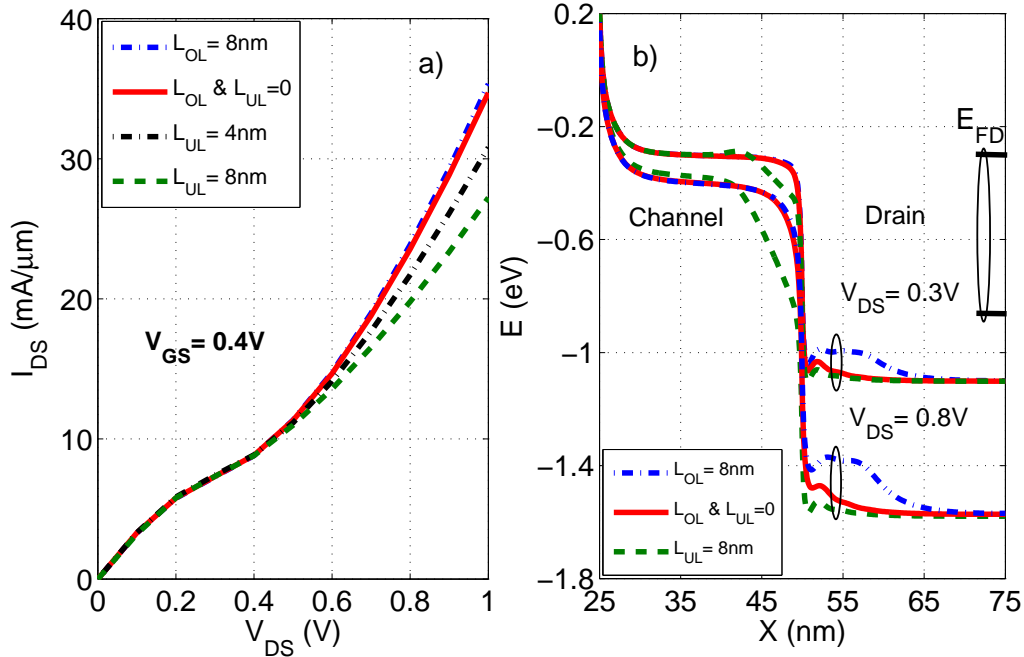 40
30
20
10
0
I_DS (mA/μm)
0 0.2 0.4 0.6 0.8 1
V_DS (V)
L_OL= 8nm
L_OL & L_UL=0
L_UL= 4nm
L_UL= 8nm
a)
V_GS= 0.4V
0.2
−0.2
−0.6
−1
−1.4
−1.8
E (eV)
25 35 45 55 65 75
X (nm)
b)
E_FD
Channel
Drain
V_DS= 0.3V
V_DS= 0.8V
L_OL= 8nm
L_OL & L_UL=0
L_UL= 8nm